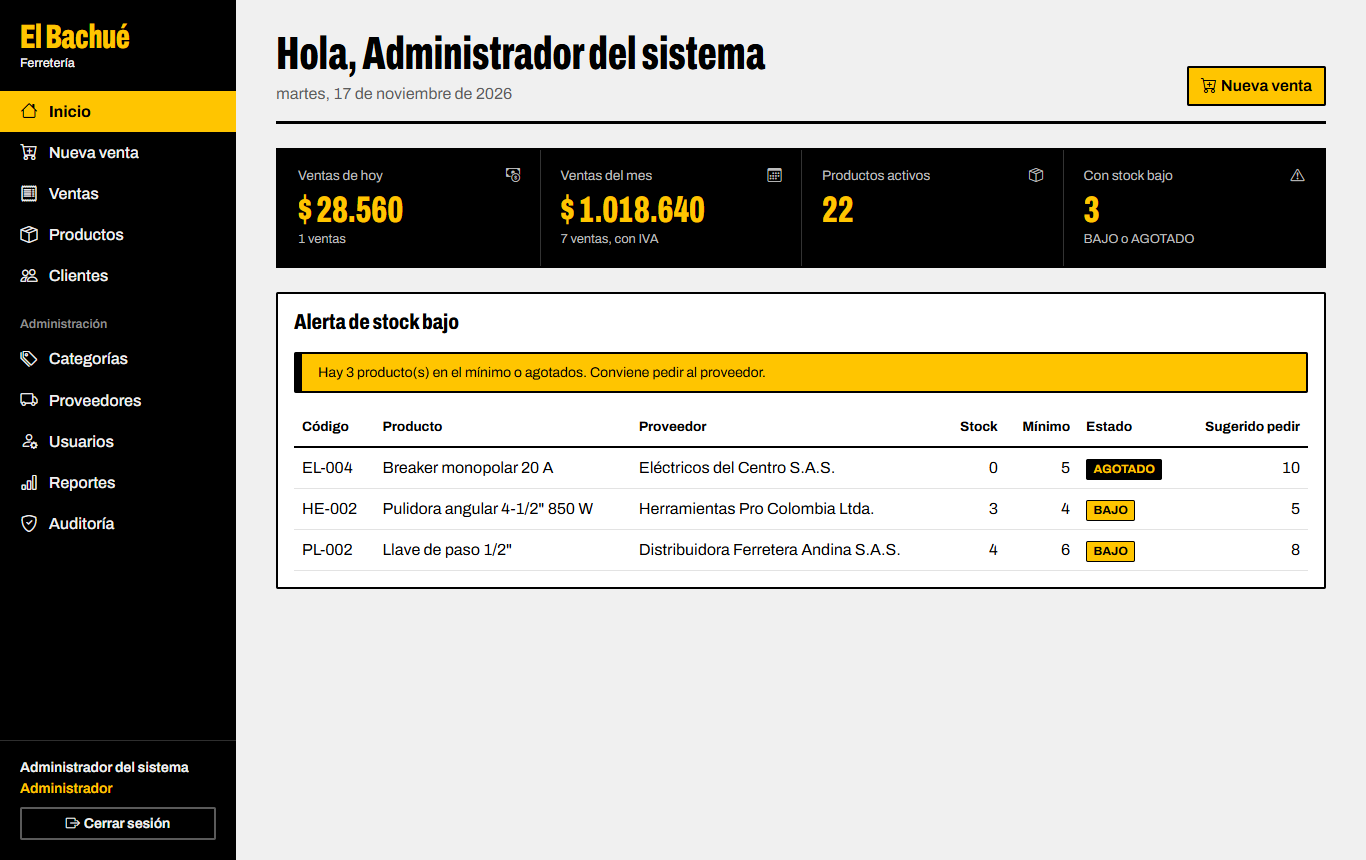 El Bachué
Ferretería
Inicio
Nueva venta
Ventas
Productos
Clientes
Administración
Categorías
Proveedores
Usuarios
Reportes
Auditoría
Administrador del sistema
Administrador
Cerrar sesión
Hola, Administrador del sistema
martes, 17 de noviembre de 2026
Nueva venta
Ventas de hoy
$ 28.560
1 ventas
Ventas del mes
$ 1.018.640
7 ventas, con IVA
Productos activos
22
Con stock bajo
3
BAJO o AGOTADO
Alerta de stock bajo
Hay 3 producto(s) en el mínimo o agotados. Conviene pedir al proveedor.
Código Producto Proveedor Stock Mínimo Estado Sugerido pedir
EL-004 Breaker monopolar 20 A Eléctricos del Centro S.A.S. 0 5 AGOTADO 10
HE-002 Pulidora angular 4-1/2" 850 W Herramientas Pro Colombia Ltda. 3 4 BAJO 5
PL-002 Llave de paso 1/2" Distribuidora Ferretera Andina S.A.S. 4 6 BAJO 8